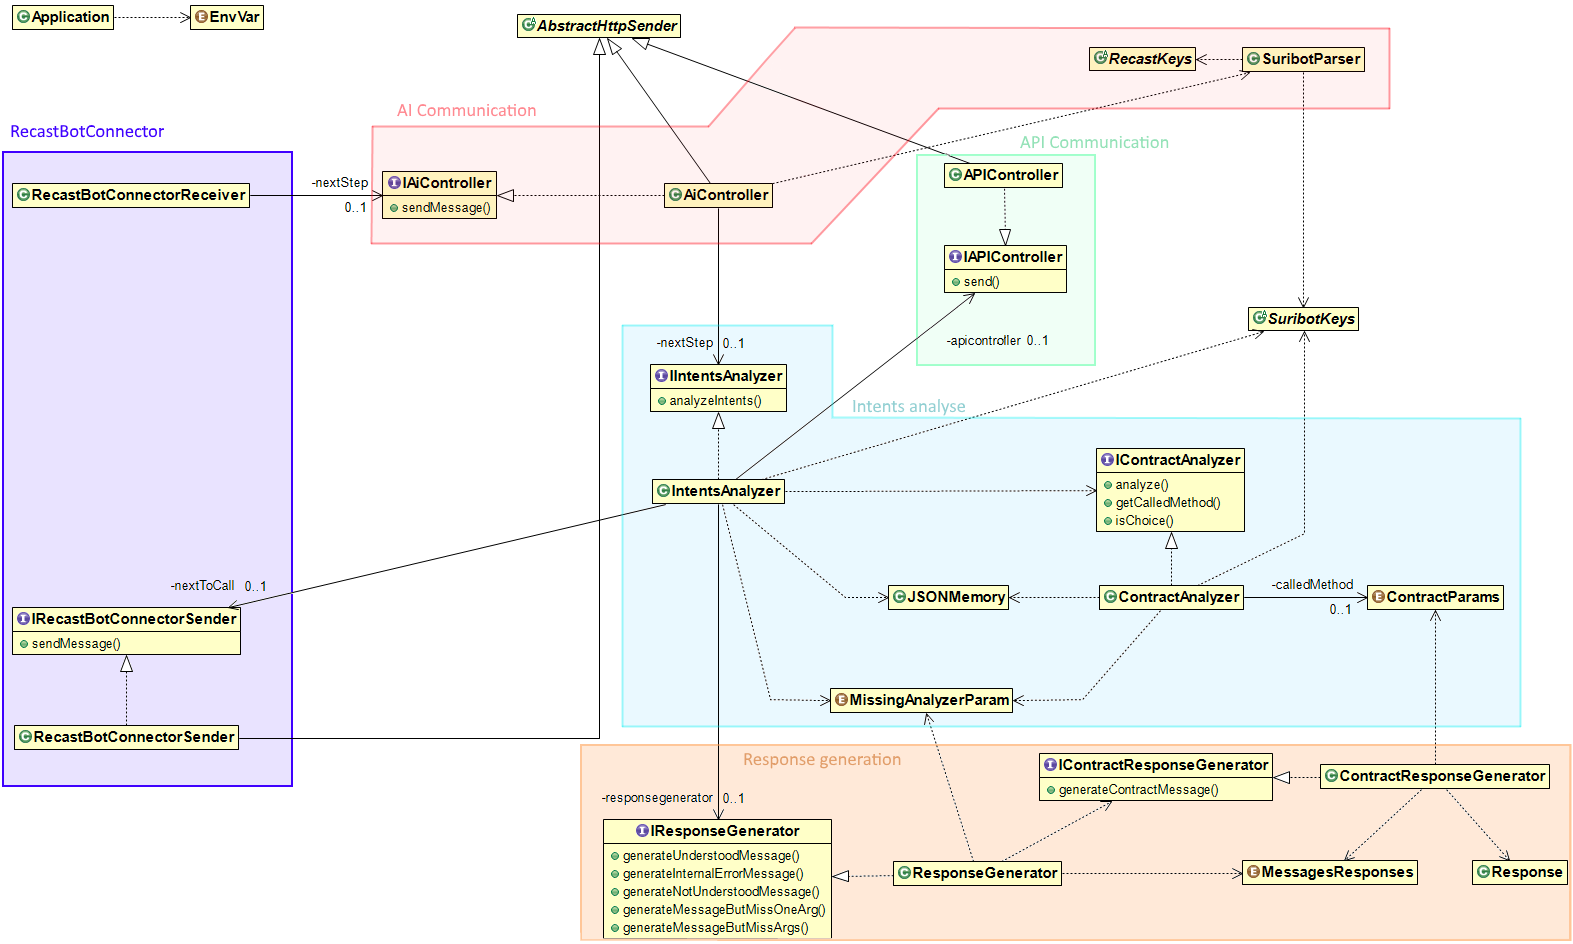 Application
EnvVar
AbstractHttpSender
RecastKeys
SuribotParser
AI Communication
RecastBotConnector
API Communication
RecastBotConnectorReceiver
-nextStep
0..1
IAiController
sendMessage()
AiController
APIController
IAPIController
send()
SuribotKeys
-nextStep 0..1
-apicontroller 0..1
IIntentsAnalyzer
analyzeIntents()
Intents analyse
IContractAnalyzer
analyze()
getCalledMethod()
isChoice()
IntentsAnalyzer
-nextToCall 0..1
JSONMemory
ContractAnalyzer
-calledMethod
0..1
ContractParams
IRecastBotConnectorSender
sendMessage()
MissingAnalyzerParam
RecastBotConnectorSender
Response generation
IContractResponseGenerator
generateContractMessage()
ContractResponseGenerator
-responsegenerator 0..1
IResponseGenerator
generateUnderstoodMessage()
generateInternalErrorMessage()
generateNotUnderstoodMessage()
generateMessageButMissOneArg()
generateMessageButMissArgs()
ResponseGenerator
MessagesResponses
Response